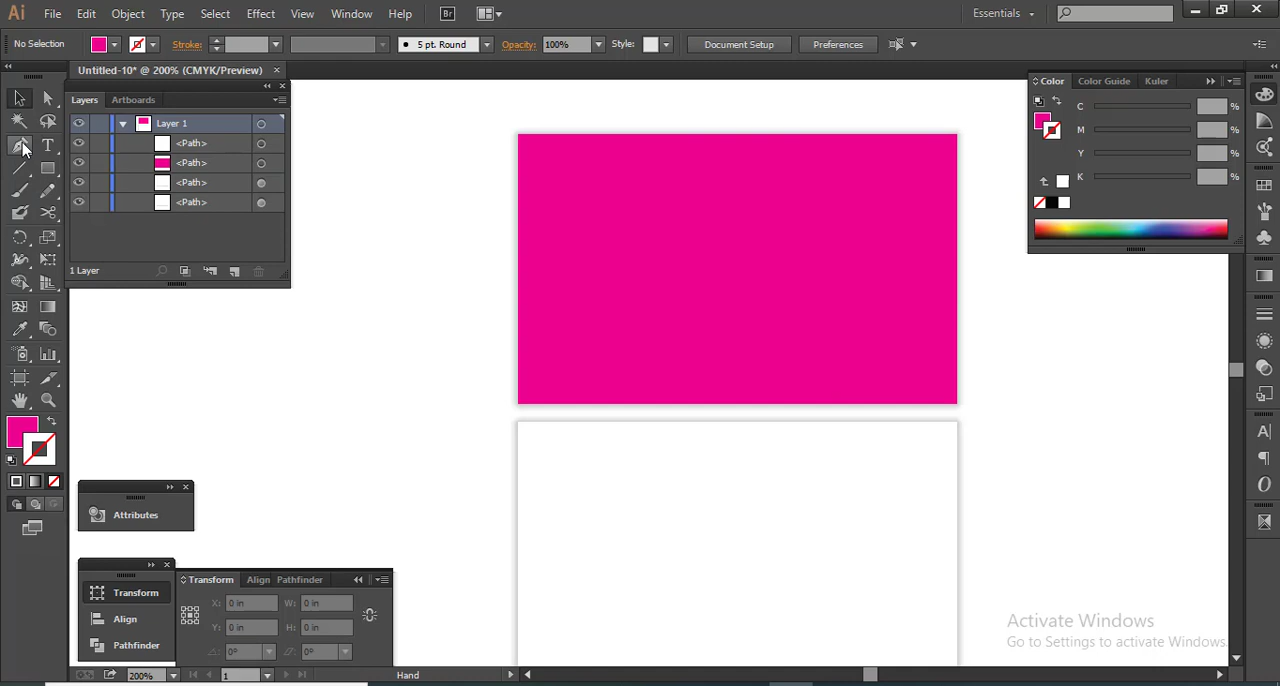 Ai File Edit Object Type Select Effect View Window Help Br Essentials
No Selection Stroke: 5 pt. Round Opacity: 100% Style: Document Setup Preferences
Untitled-10* @ 200% (CMYK/Preview)
Layers Artboards
Layer 1
<Path>
<Path>
<Path>
<Path>
1 Layer
Color Color Guide Kuler
C %
M %
Y %
K %
T
Attributes
Transform
Align
Pathfinder
Transform Align Pathfinder
X: 0 in W: 0 in
Y: 0 in H: 0 in
0° 0°
Activate Windows
Go to Settings to activate Windows.
200% 1 Hand